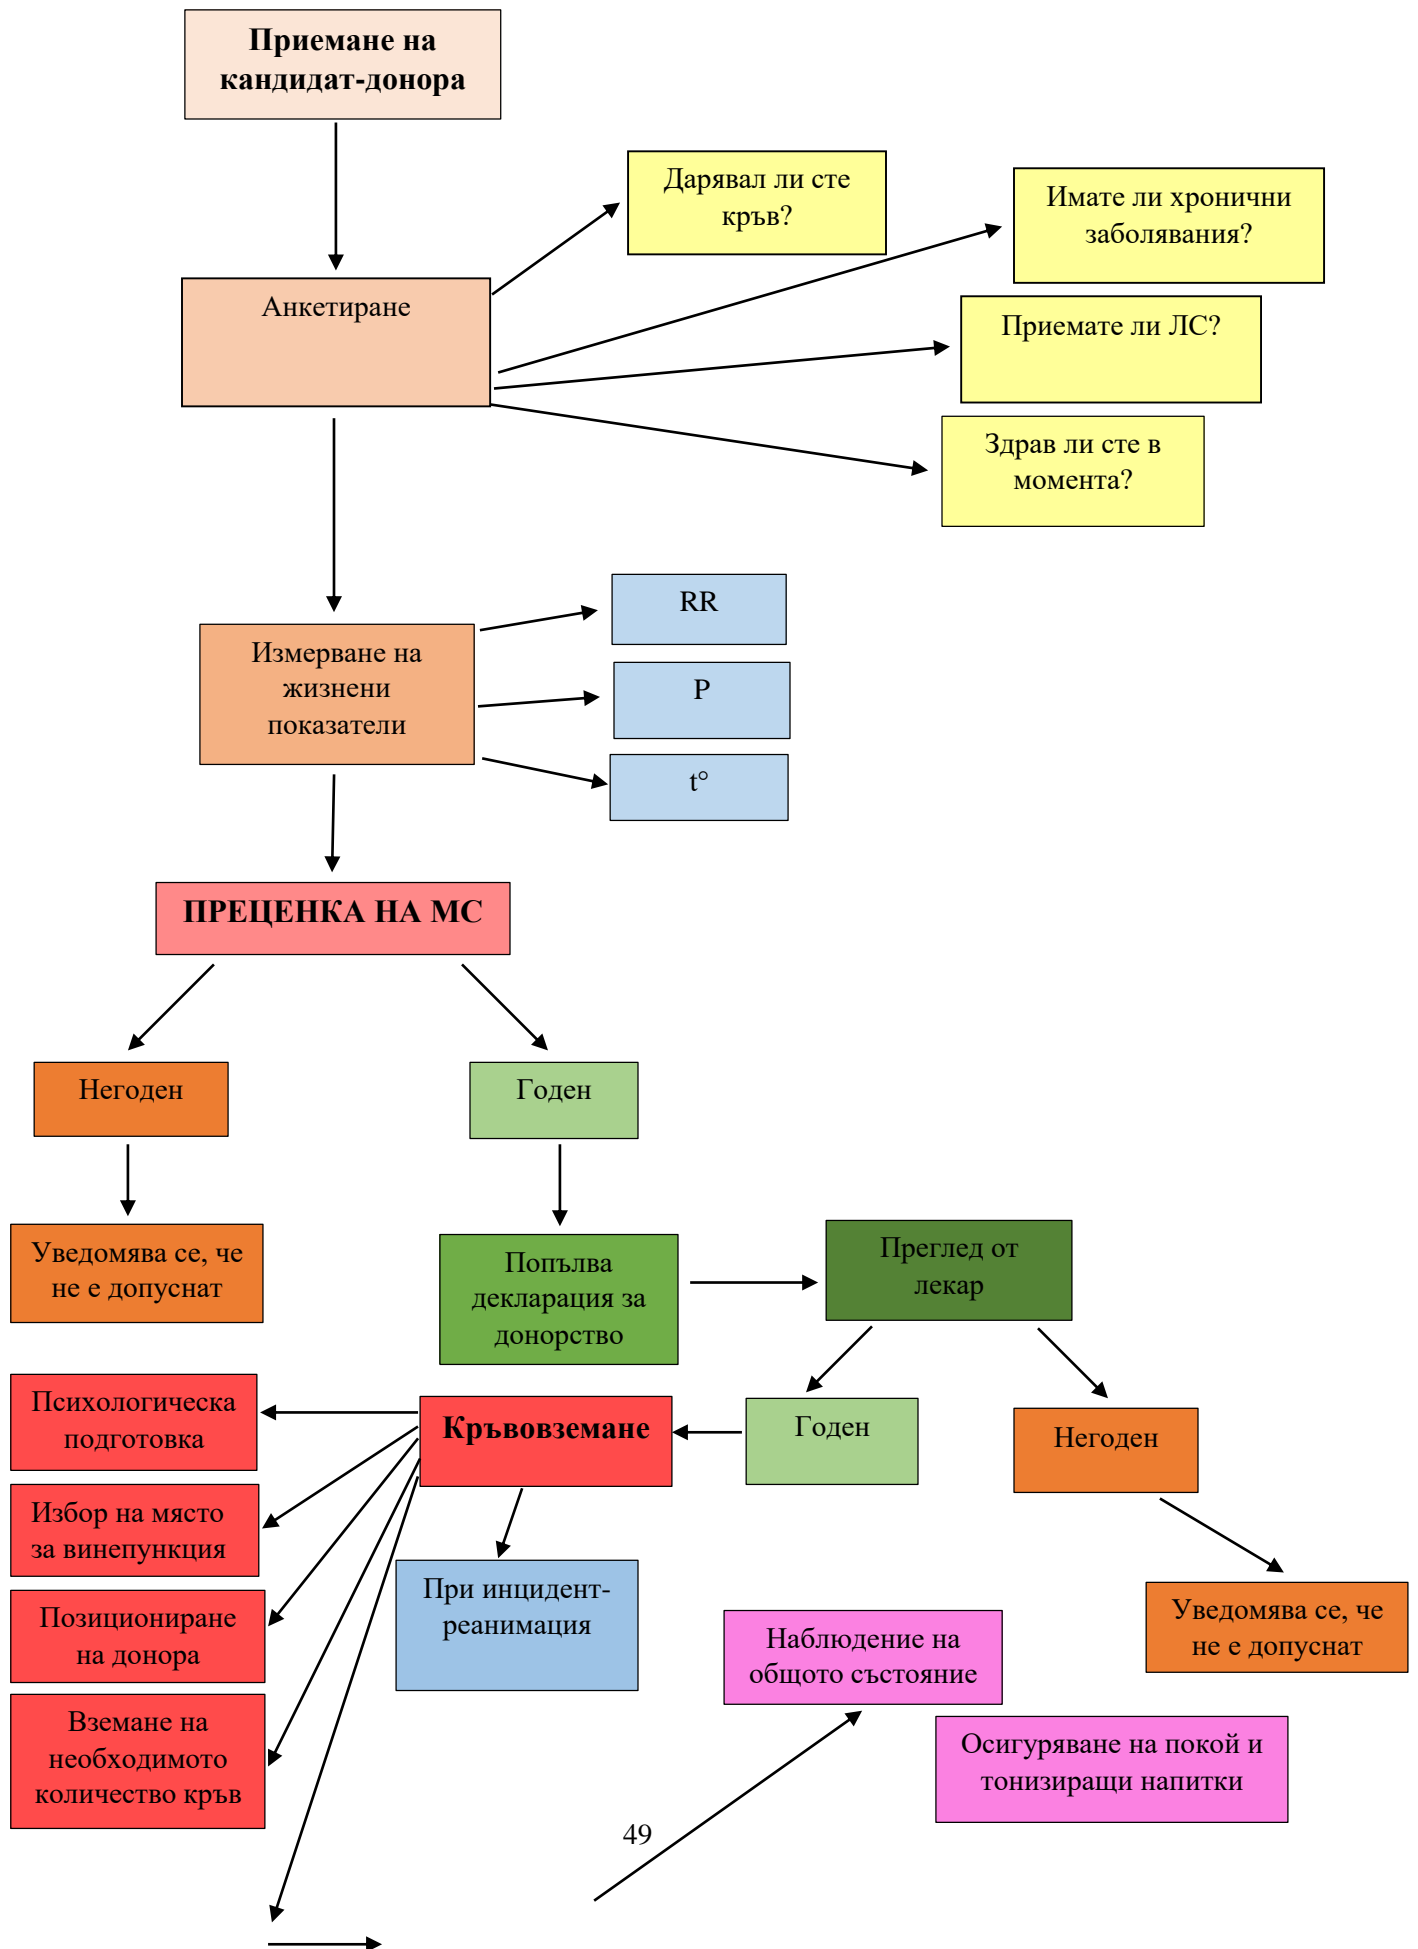 Приемане на
кандидат-донора
Дарявал ли сте
кръв?
Имате ли хронични
заболявания?
Анкетиране
Приемате ли ЛС?
Здрав ли сте в
момента?
RR
Измерване на
жизнени
показатели
P
t°
ПРЕЦЕНКА НА МС
Негоден
Годен
Уведомява се, че
не е допуснат
Попълва
декларация за
донорство
Преглед от
лекар
Психологическа
подготовка
Кръвовземане
Годен
Негоден
Избор на място
за винепункция
При инцидент-
реанимация
Позициониране
на донора
Наблюдение на
общото състояние
Уведомява се, че
не е допуснат
Вземане на
необходимото
количество кръв
Осигуряване на покой и
тонизиращи напитки
49